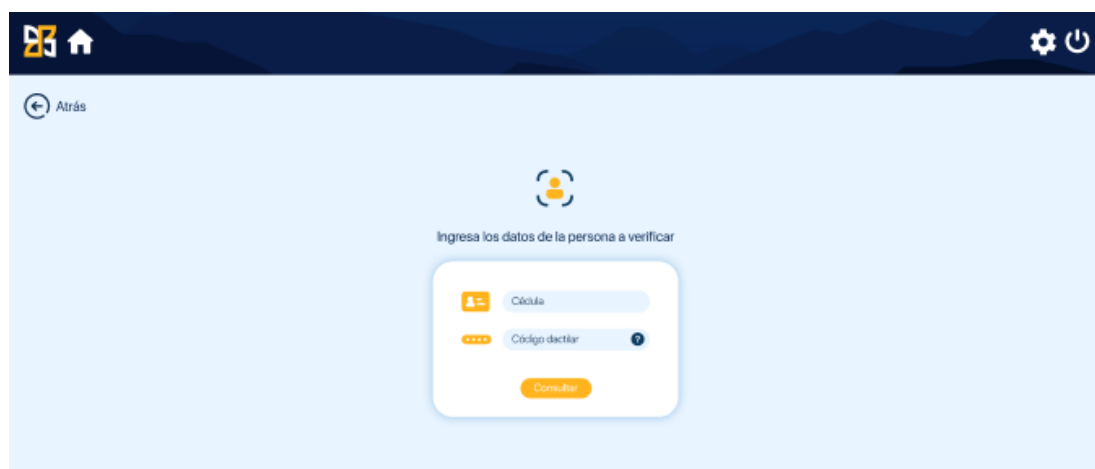 Atrás
Ingresa los datos de la persona a verificar
Cédula
Código dactilar ?
Consultar